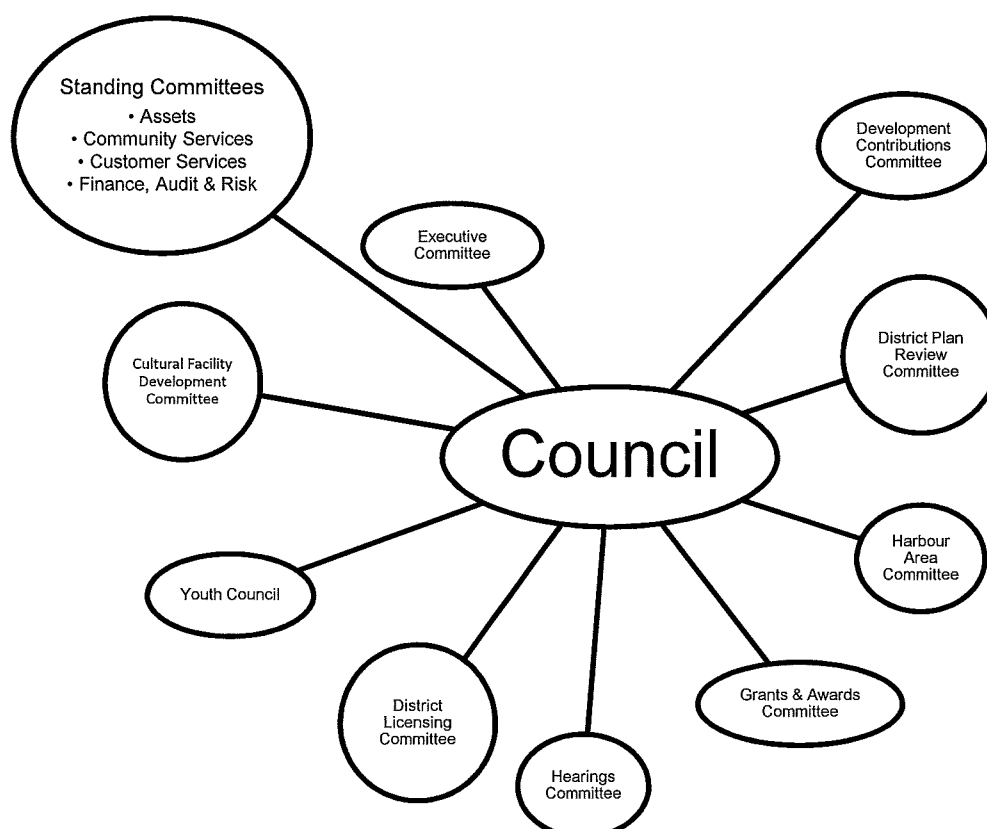 Standing Committees
• Assets
• Community Services
• Customer Services
• Finance, Audit & Risk
Development
Contributions
Committee
Executive
Committee
District Plan
Review
Committee
Cultural Facility
Development
Committee
Council
Harbour
Area
Committee
Youth Council
Grants & Awards
Committee
District
Licensing
Committee
Hearings
Committee